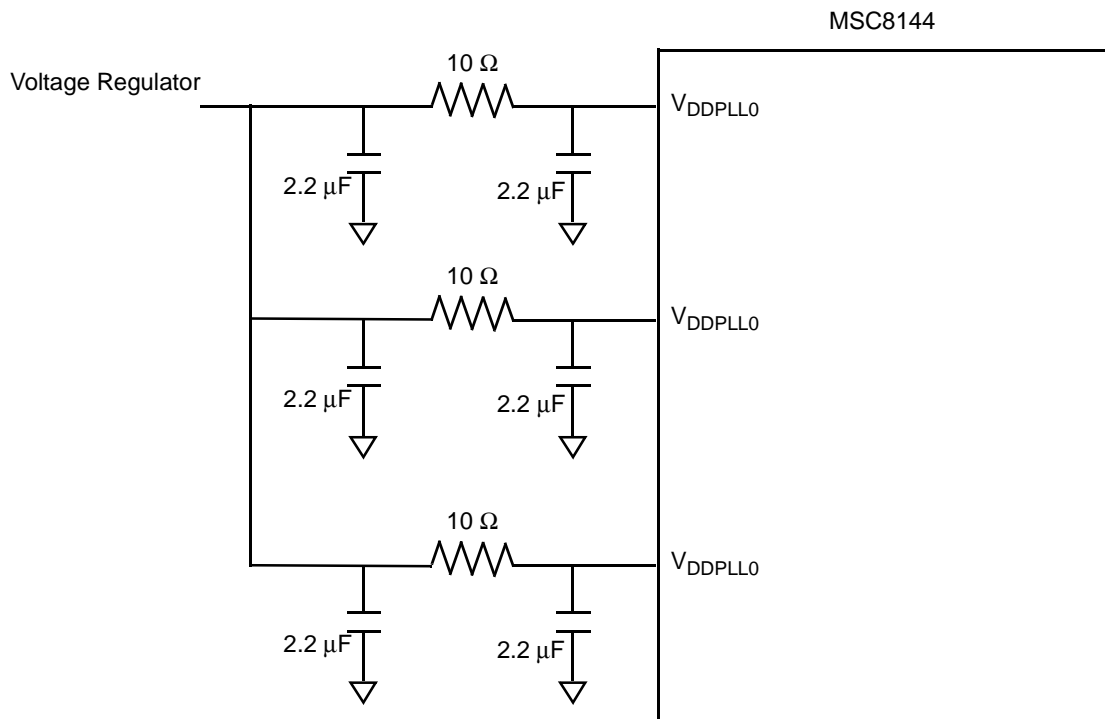 MSC8144
Voltage Regulator
10 Ω
V_DDPLL0
2.2 μF
2.2 μF
10 Ω
V_DDPLL0
2.2 μF
2.2 μF
10 Ω
V_DDPLL0
2.2 μF
2.2 μF